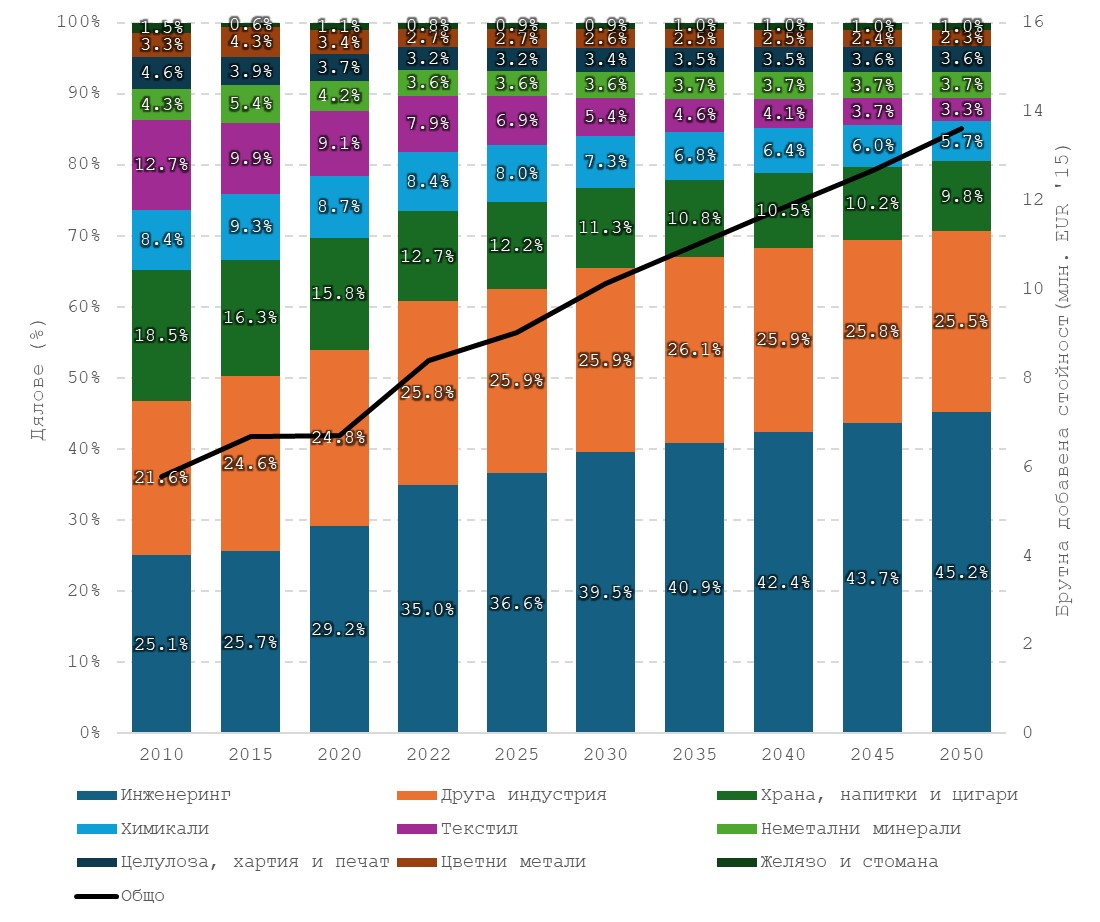 100%
90%
80%
70%
60%
50%
40%
30%
20%
10%
0%
Дялове (%)
16
14
12
10
8
6
4
2
0
Брутна добавена стойност(млн. EUR '15)
1.5% 0.6% 1.1% 0.8% 0.9% 0.9% 1.0% 1.0% 1.0% 1.0%
3.3% 4.3% 3.4% 2.7% 2.7% 2.6% 2.5% 2.5% 2.4% 2.3%
4.6% 3.9% 3.7% 3.2% 3.2% 3.4% 3.5% 3.5% 3.6% 3.6%
4.3% 5.4% 4.2% 3.6% 3.6% 3.6% 3.7% 3.7% 3.7% 3.7%
12.7% 9.9% 9.1% 7.9% 6.9% 5.4% 4.6% 4.1% 3.7% 3.3%
8.4% 9.3% 8.7% 8.4% 8.0% 7.3% 6.8% 6.4% 6.0% 5.7%
18.5% 16.3% 15.8% 12.7% 12.2% 11.3% 10.8% 10.5% 10.2% 9.8%
21.6% 24.6% 24.8% 25.8% 25.9% 25.9% 26.1% 25.9% 25.8% 25.5%
25.1% 25.7% 29.2% 35.0% 36.6% 39.5% 40.9% 42.4% 43.7% 45.2%
2010 2015 2020 2022 2025 2030 2035 2040 2045 2050
Инженеринг Друга индустрия Храна, напитки и цигари
Химикали Текстил Неметални минерали
Целулоза, хартия и печат Цветни метали Желязо и стомана
Общо